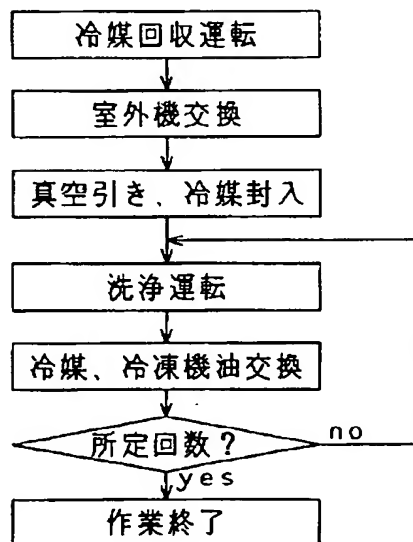 冷媒回収運転
室外機交換
真空引き、冷媒封入
洗浄運転
冷媒、冷凍機油交換
所定回数?
no
yes
作業終了